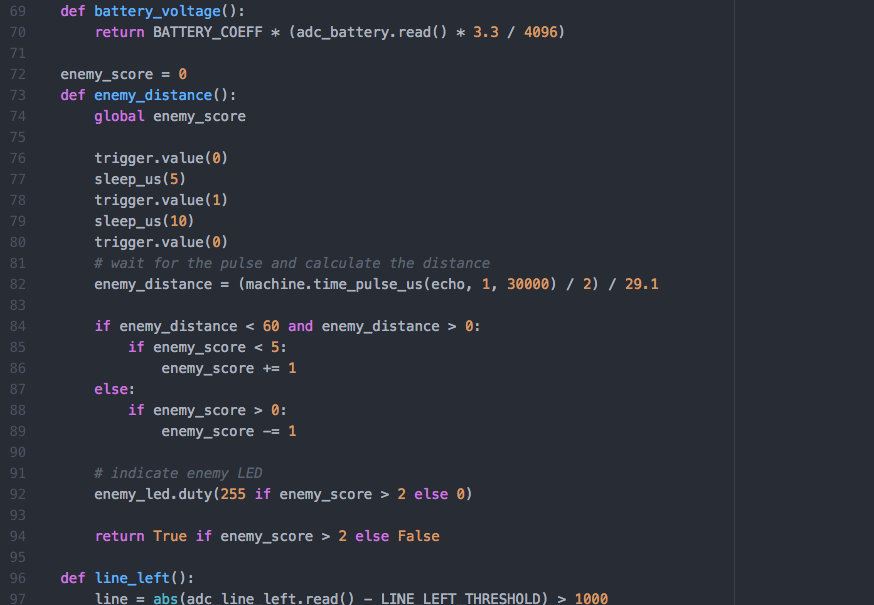 69 def battery_voltage():
70 return BATTERY_COEFF * (adc_battery.read() * 3.3 / 4096)
71
72 enemy_score = 0
73 def enemy_distance():
74 global enemy_score
75
76 trigger.value(0)
77 sleep_us(5)
78 trigger.value(1)
79 sleep_us(10)
80 trigger.value(0)
81 # wait for the pulse and calculate the distance
82 enemy_distance = (machine.time_pulse_us(echo, 1, 30000) / 2) / 29.1
83
84 if enemy_distance < 60 and enemy_distance > 0:
85 if enemy_score < 5:
86 enemy_score += 1
87 else:
88 if enemy_score > 0:
89 enemy_score -= 1
90
91 # indicate enemy LED
92 enemy_led.duty(255 if enemy_score > 2 else 0)
93
94 return True if enemy_score > 2 else False
95
96 def line_left():
97 line = abs(adc_line_left.read() - LINE_LEFT_THRESHOLD) > 1000